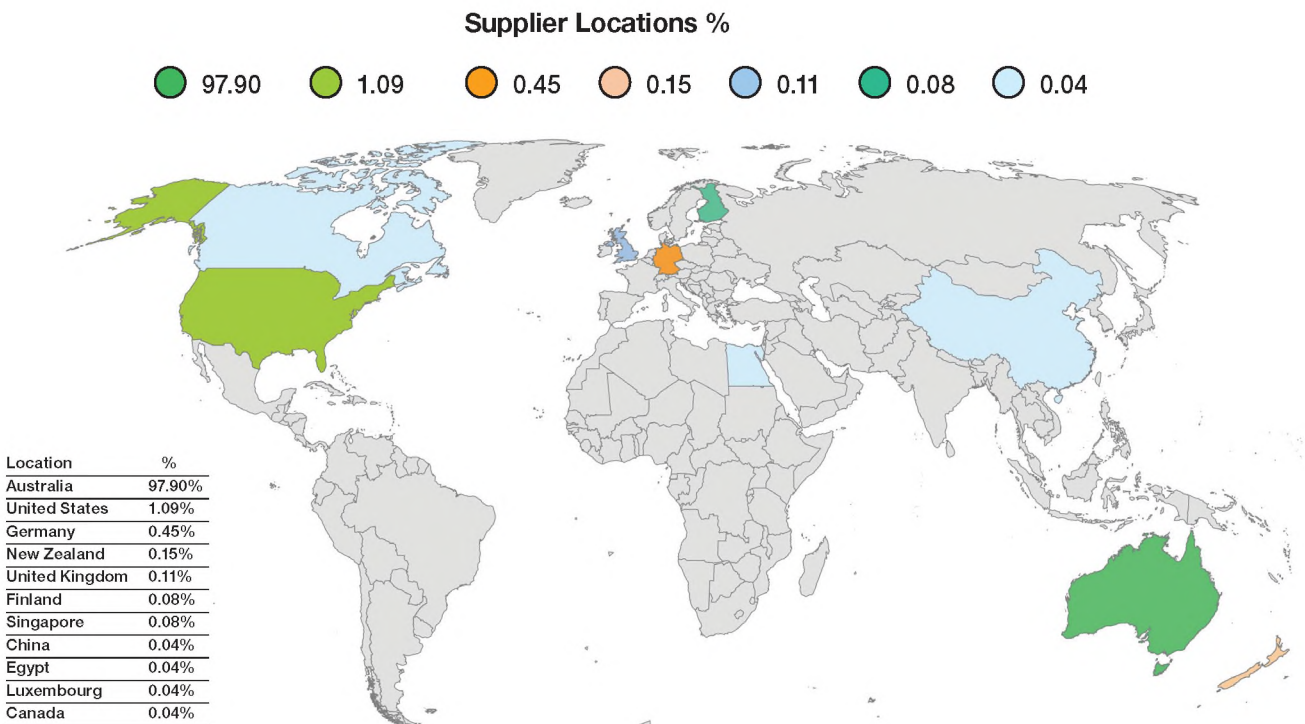 Supplier Locations %
97.90 1.09 0.45 0.15 0.11 0.08 0.04
Location %
Australia 97.90%
United States 1.09%
Germany 0.45%
New Zealand 0.15%
United Kingdom 0.11%
Finland 0.08%
Singapore 0.08%
China 0.04%
Egypt 0.04%
Luxembourg 0.04%
Canada 0.04%